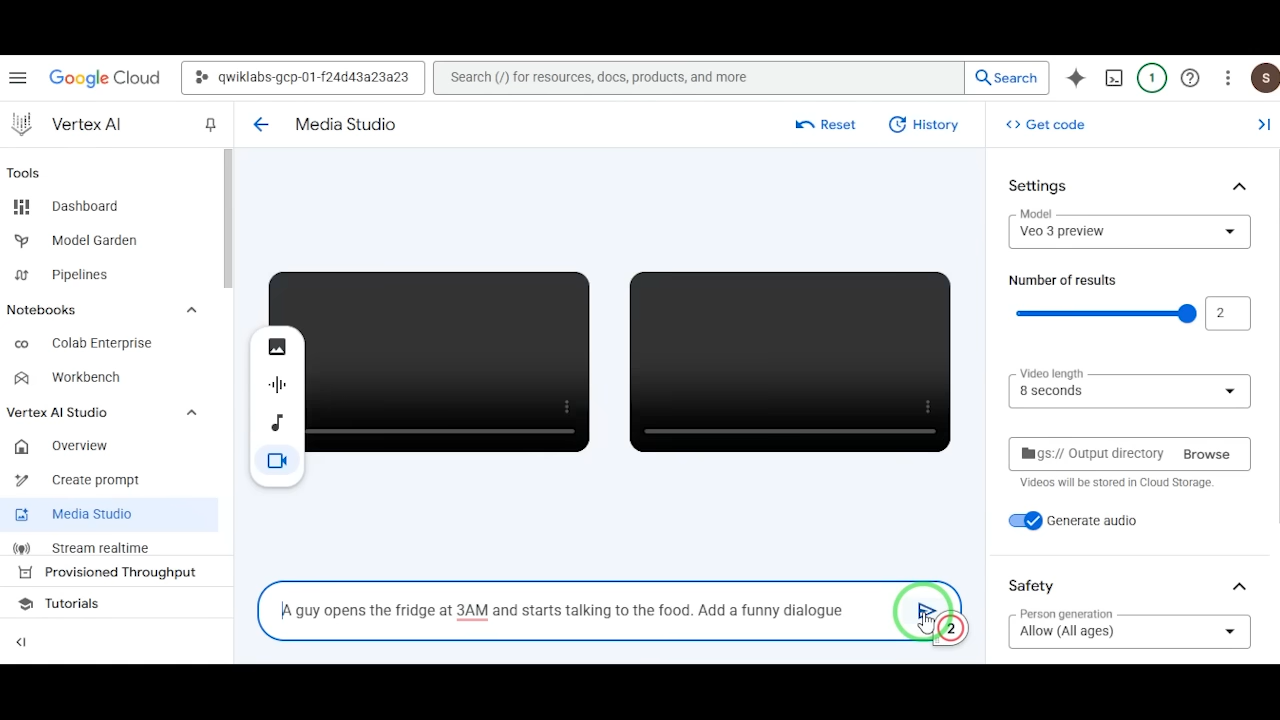 Google Cloud
qwiklabs-gcp-01-f24d43a23a23
Search (/) for resources, docs, products, and more
Search
1
S
Vertex AI
Media Studio
Reset
History
Get code
Tools
Dashboard
Model Garden
Pipelines
Notebooks
Colab Enterprise
Workbench
Vertex AI Studio
Overview
Create prompt
Media Studio
Stream realtime
Provisioned Throughput
Tutorials
Settings
Model
Veo 3 preview
Number of results
2
Video length
8 seconds
gs:// Output directory
Browse
Videos will be stored in Cloud Storage.
Generate audio
Safety
Person generation
Allow (All ages)
A guy opens the fridge at 3AM and starts talking to the food. Add a funny dialogue
2